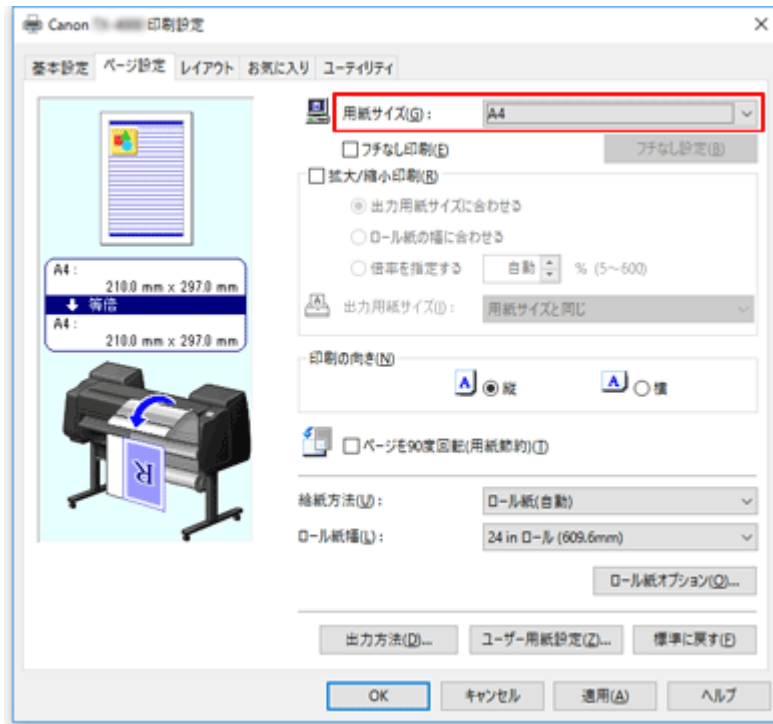 Canon 印刷設定
基本設定 ページ設定 レイアウト お気に入り ユーティリティ
用紙サイズ(G): A4
フチなし印刷(F) フチなし設定(B)
拡大/縮小印刷(R)
出力用紙サイズに合わせる
ロール紙の幅に合わせる
倍率を指定する 自動 % (5～600)
出力用紙サイズ(I): 用紙サイズと同じ
A4 :
210.0 mm x 297.0 mm
等倍
A4 :
210.0 mm x 297.0 mm
印刷の向き(N)
A 縦 A 横
ページを90度回転(用紙節約)(T)
R
給紙方法(U): ロール紙(自動)
ロール紙幅(L): 24 in ロール (609.6mm)
ロール紙オプション(O)...
出力方法(D)... ユーザー用紙設定(Z)... 標準に戻す(F)
OK キャンセル 適用(A) ヘルプ